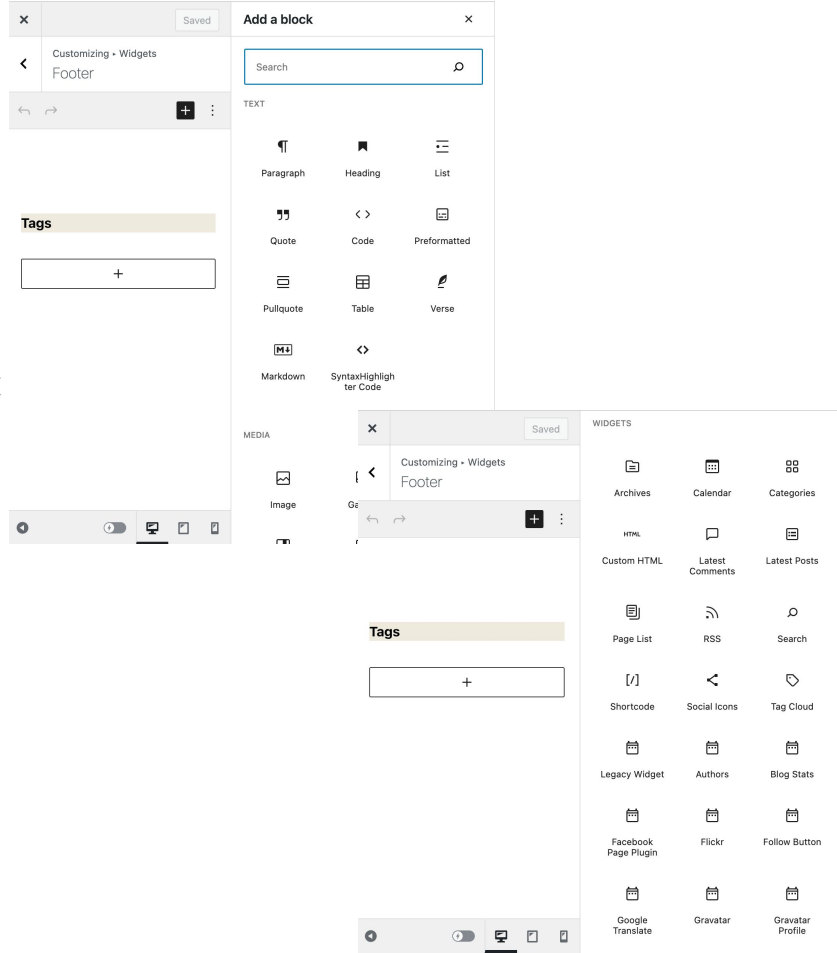 Saved
Add a block
Customizing ▸ Widgets
Footer
Search
TEXT
Paragraph
Heading
List
Quote
Code
Preformatted
Tags
Pullquote
Table
Verse
Markdown
SyntaxHighligh
ter Code
MEDIA
Image
Ga
Saved
WIDGETS
Customizing ▸ Widgets
Footer
Archives
Calendar
Categories
HTML
Custom HTML
Latest
Comments
Latest Posts
Page List
RSS
Search
Tags
[/]
Shortcode
Social Icons
Tag Cloud
Legacy Widget
Authors
Blog Stats
Facebook
Page Plugin
Flickr
Follow Button
Google
Translate
Gravatar
Gravatar
Profile